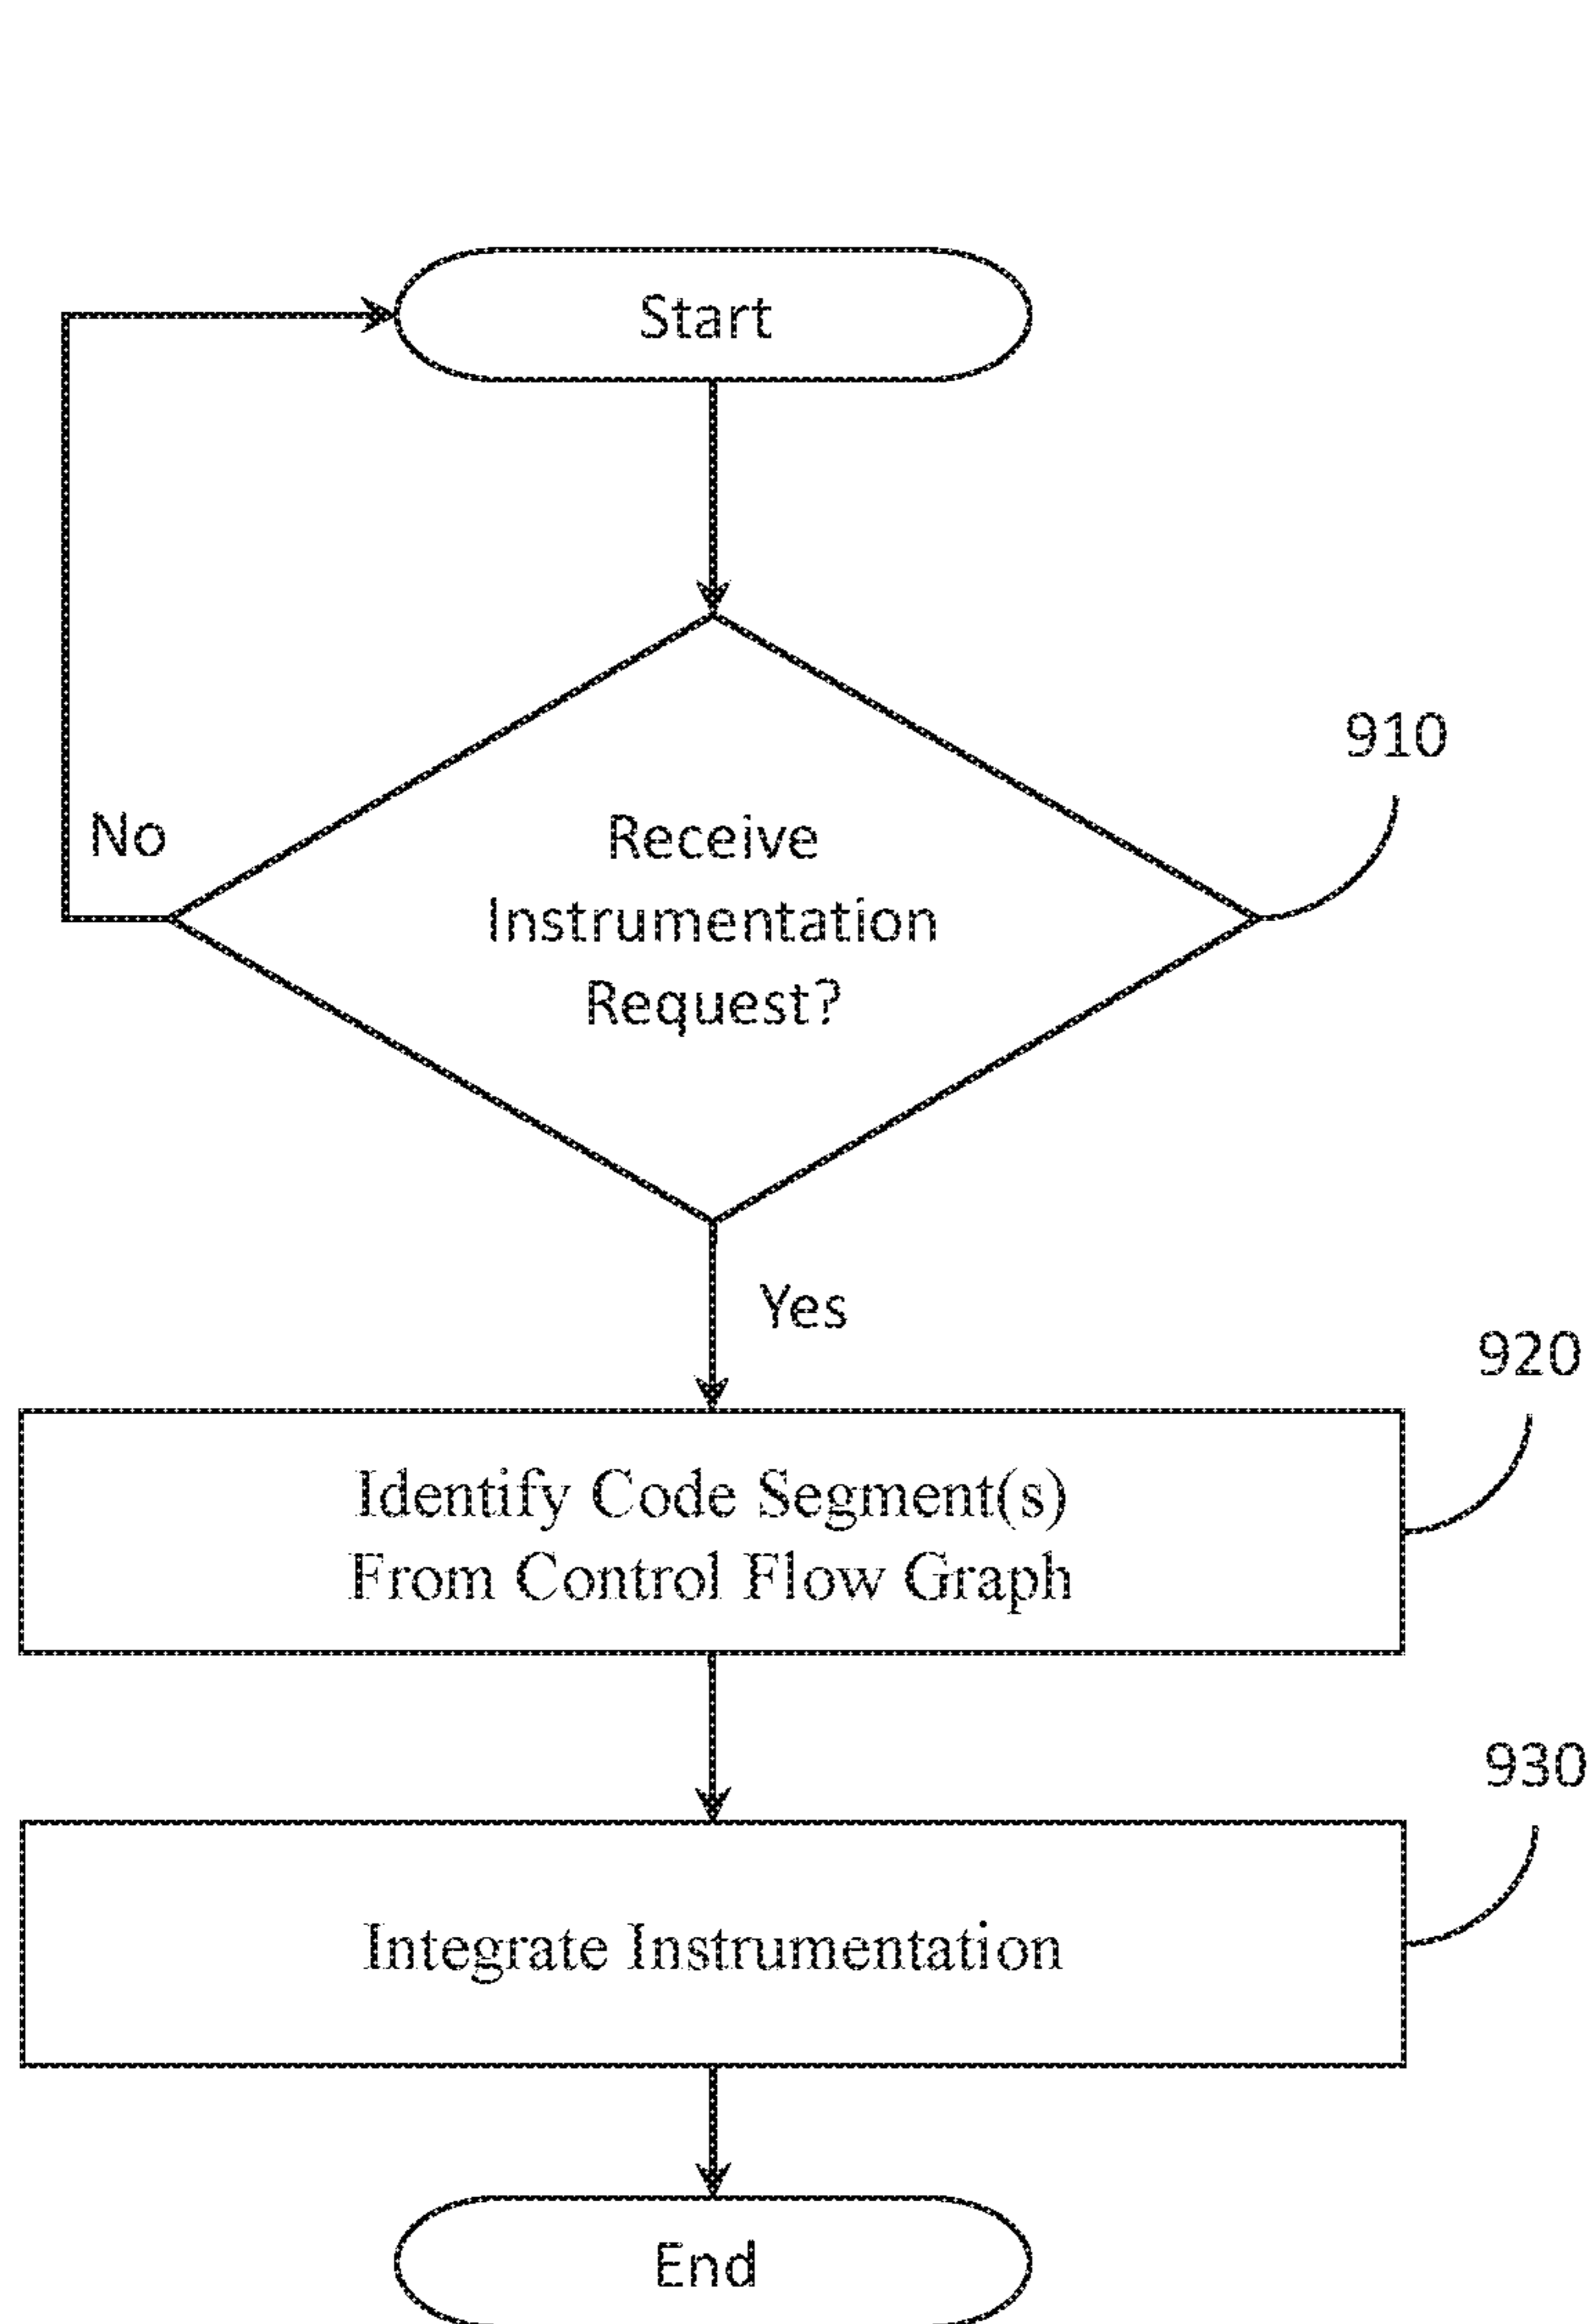 Start
910
No
Receive
Instrumentation
Request?
Yes
920
Identify Code Segment(s)
From Control Flow Graph
930
Integrate Instrumentation
End